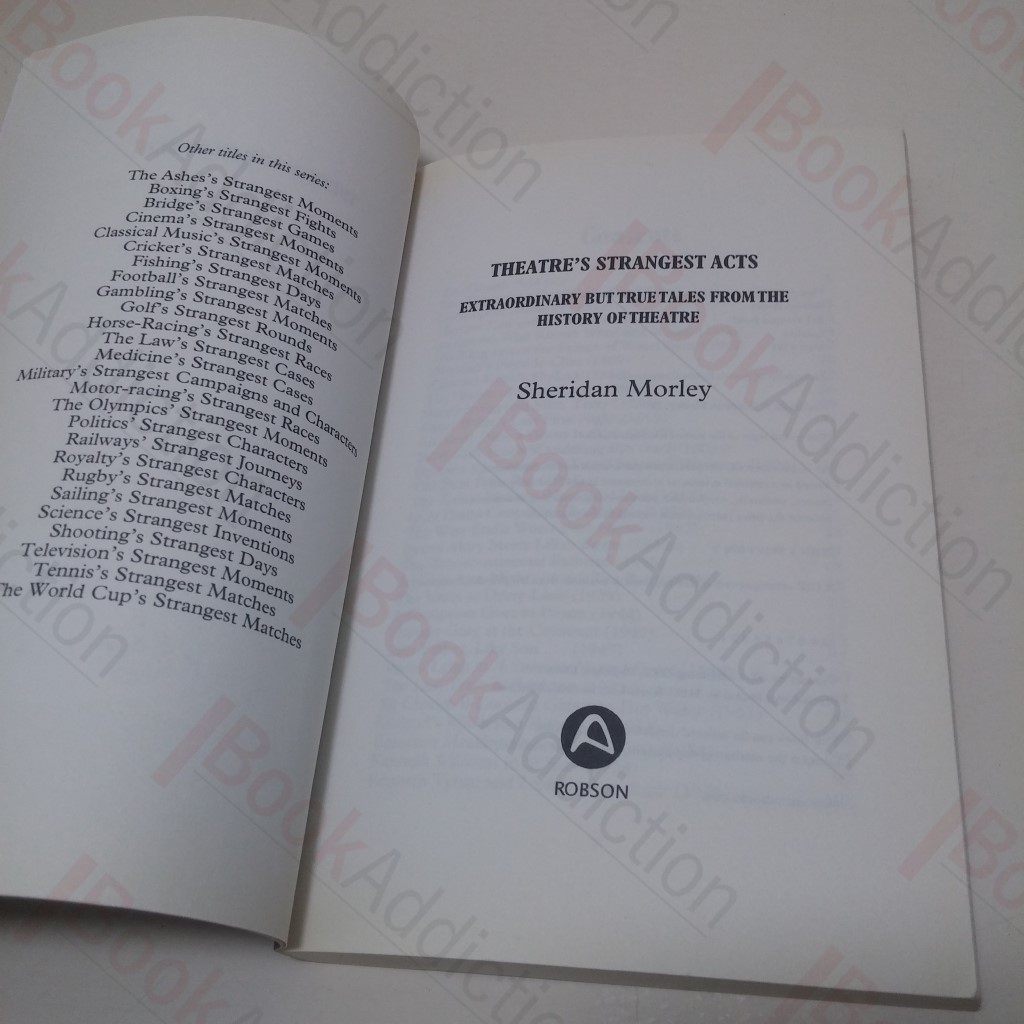 Other titles in this series:
The Ashes's Strangest Moments
Boxing's Strangest Fights
Bridge's Strangest Games
Cinema's Strangest Moments
Classical Music's Strangest Moments
Cricket's Strangest Matches
Fishing's Strangest Days
Football's Strangest Matches
Gambling's Strangest Moments
Golf's Strangest Rounds
Horse-Racing's Strangest Races
The Law's Strangest Cases
Medicine's Strangest Cases
Military's Strangest Campaigns and Characters
Motor-racing's Strangest Races
The Olympics' Strangest Moments
Politics' Strangest Characters
Railways' Strangest Journeys
Royalty's Strangest Characters
Rugby's Strangest Matches
Sailing's Strangest Moments
Science's Strangest Inventions
Shooting's Strangest Days
Television's Strangest Moments
Tennis's Strangest Matches
The World Cup's Strangest Matches
THEATRE'S STRANGEST ACTS
EXTRAORDINARY BUT TRUE TALES FROM THE
HISTORY OF THEATRE
Sheridan Morley
ROBSON
BookAddiction